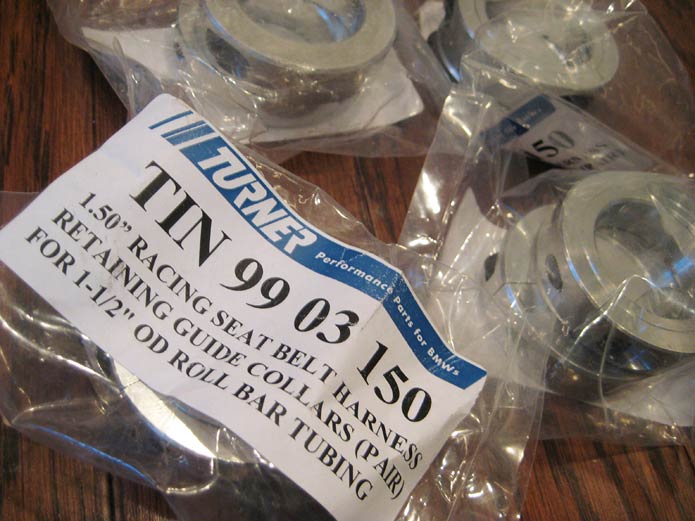 TURNER
Performance Parts for BMWs
TIN 99 03 150
1.50" RACING SEAT BELT HARNESS
RETAINING GUIDE COLLARS (PAIR)
FOR 1-1/2" OD ROLL BAR TUBING
50